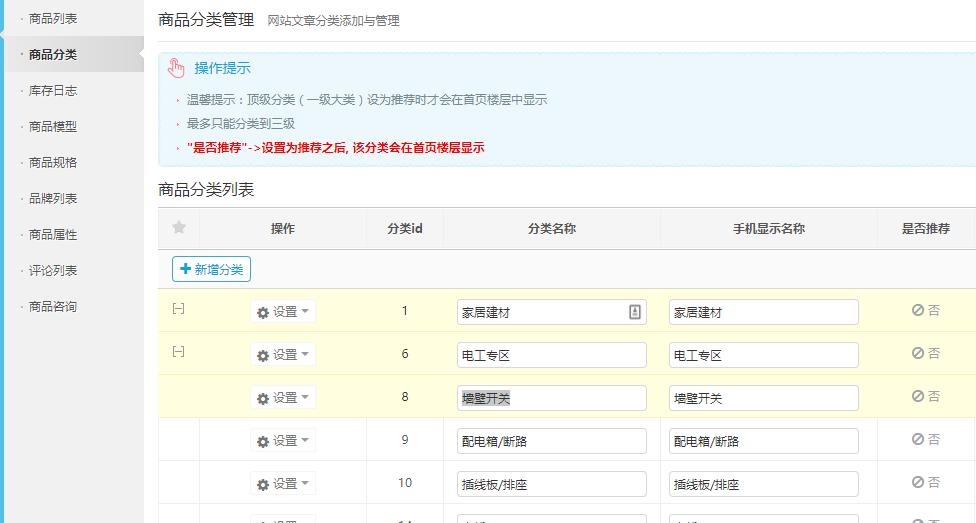 商品列表
商品分类
库存日志
商品模型
商品规格
品牌列表
商品属性
评论列表
商品咨询
商品分类管理 网站文章分类添加与管理
操作提示
温馨提示：顶级分类（一级大类）设为推荐时才会在首页楼层中显示
最多只能分类到三级
"是否推荐"->设置为推荐之后, 该分类会在首页楼层显示
商品分类列表
操作 分类id 分类名称 手机显示名称 是否推荐
新增分类
设置 1 家居建材 家居建材 否
设置 6 电工专区 电工专区 否
设置 8 墙壁开关 墙壁开关 否
设置 9 配电箱/断路 配电箱/断路 否
设置 10 插线板/排座 插线板/排座 否